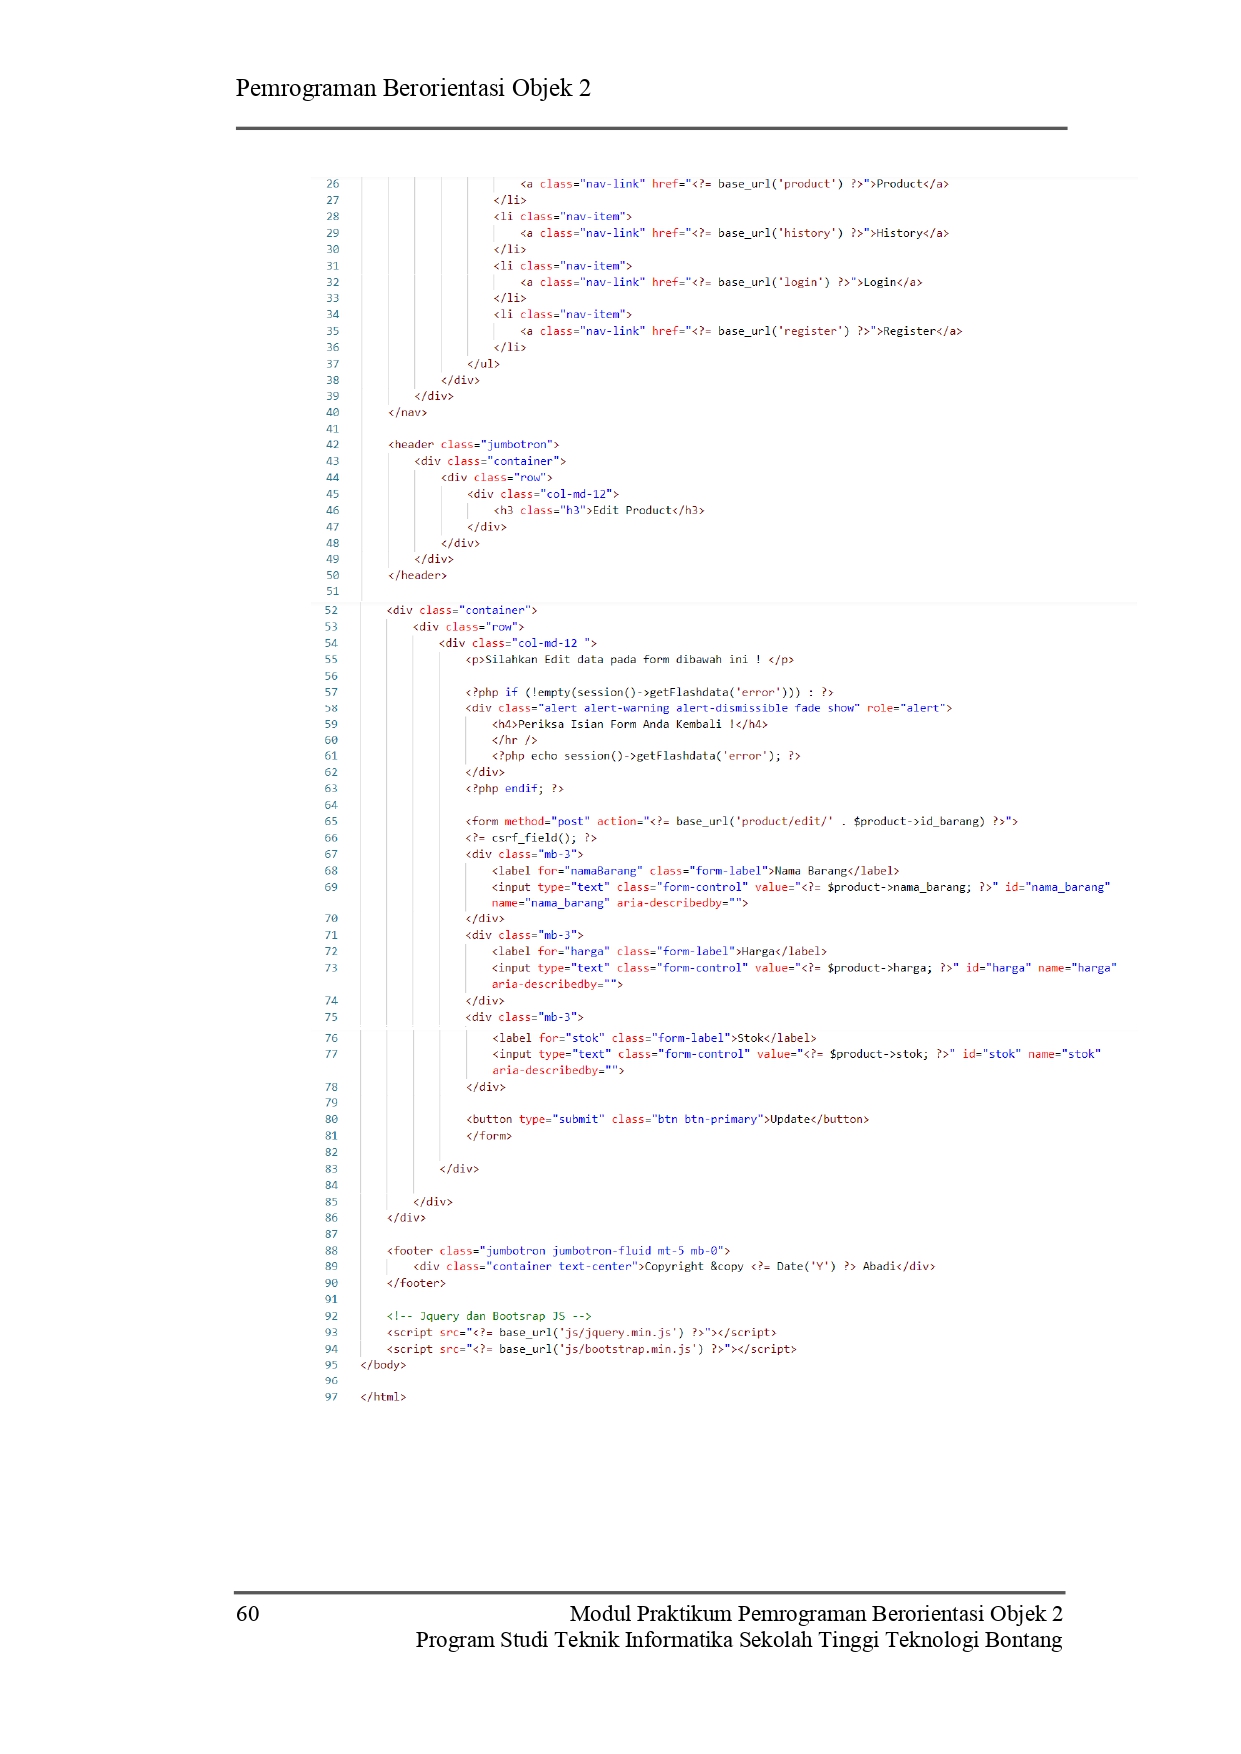 Pemrograman Berorientasi Objek 2
26 <a class="nav-link" href="<?= base_url('product') ?>">Product</a>
27 </li>
28 <li class="nav-item">
29 <a class="nav-link" href="<?= base_url('history') ?>">History</a>
30 </li>
31 <li class="nav-item">
32 <a class="nav-link" href="<?= base_url('login') ?>">Login</a>
33 </li>
34 <li class="nav-item">
35 <a class="nav-link" href="<?= base_url('register') ?>">Register</a>
36 </li>
37 </ul>
38 </div>
39 </div>
40 </nav>
41
42 <header class="jumbotron">
43 <div class="container">
44 <div class="row">
45 <div class="col-md-12">
46 <h3 class="h3">Edit Product</h3>
47 </div>
48 </div>
49 </div>
50 </header>
51
52 <div class="container">
53 <div class="row">
54 <div class="col-md-12 ">
55 <p>Silahkan Edit data pada form dibawah ini ! </p>
56
57 <?php if (!empty(session()->getFlashdata('error'))) : ?>
58 <div class="alert alert-warning alert-dismissible fade show" role="alert">
59 <h4>Periksa Isian Form Anda Kembali !</h4>
60 </hr />
61 <?php echo session()->getFlashdata('error'); ?>
62 </div>
63 <?php endif; ?>
64
65 <form method="post" action="<?= base_url('product/edit/' . $product->id_barang) ?>">
66 <?= csrf_field(); ?>
67 <div class="mb-3">
68 <label for="namaBarang" class="form-label">Nama Barang</label>
69 <input type="text" class="form-control" value="<?= $product->nama_barang; ?>" id="nama_barang"
name="nama_barang" aria-describedby="">
70 </div>
71 <div class="mb-3">
72 <label for="harga" class="form-label">Harga</label>
73 <input type="text" class="form-control" value="<?= $product->harga; ?>" id="harga" name="harga"
aria-describedby="">
74 </div>
75 <div class="mb-3">
76 <label for="stok" class="form-label">Stok</label>
77 <input type="text" class="form-control" value="<?= $product->stok; ?>" id="stok" name="stok"
aria-describedby="">
78 </div>
79
80 <button type="submit" class="btn btn-primary">Update</button>
81 </form>
82
83 </div>
84
85 </div>
86 </div>
87
88 <footer class="jumbotron jumbotron-fluid mt-5 mb-0">
89 <div class="container text-center">Copyright &copy <?= Date('Y') ?> Abadi</div>
90 </footer>
91
92 <!-- Jquery dan Bootsrap JS -->
93 <script src="<?= base_url('js/jquery.min.js') ?>"></script>
94 <script src="<?= base_url('js/bootstrap.min.js') ?>"></script>
95 </body>
96
97 </html>
60 Modul Praktikum Pemrograman Berorientasi Objek 2
Program Studi Teknik Informatika Sekolah Tinggi Teknologi Bontang